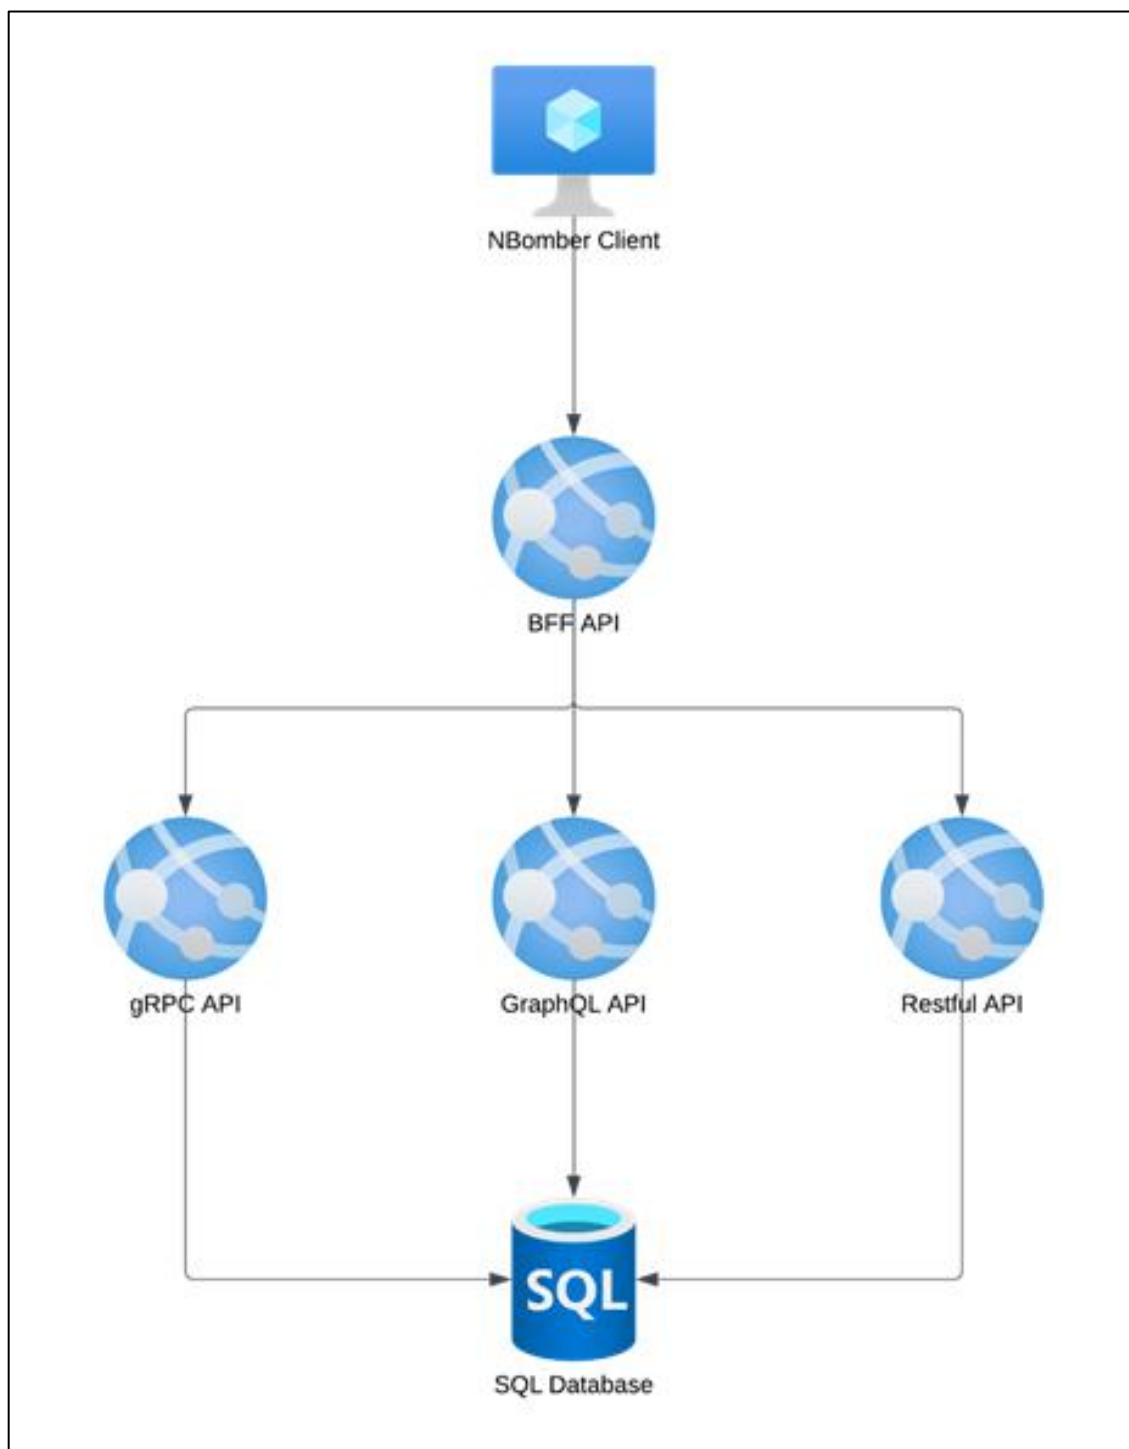 NBomber Client
BFF API
gRPC API
GraphQL API
Restful API
SQL
SQL Database